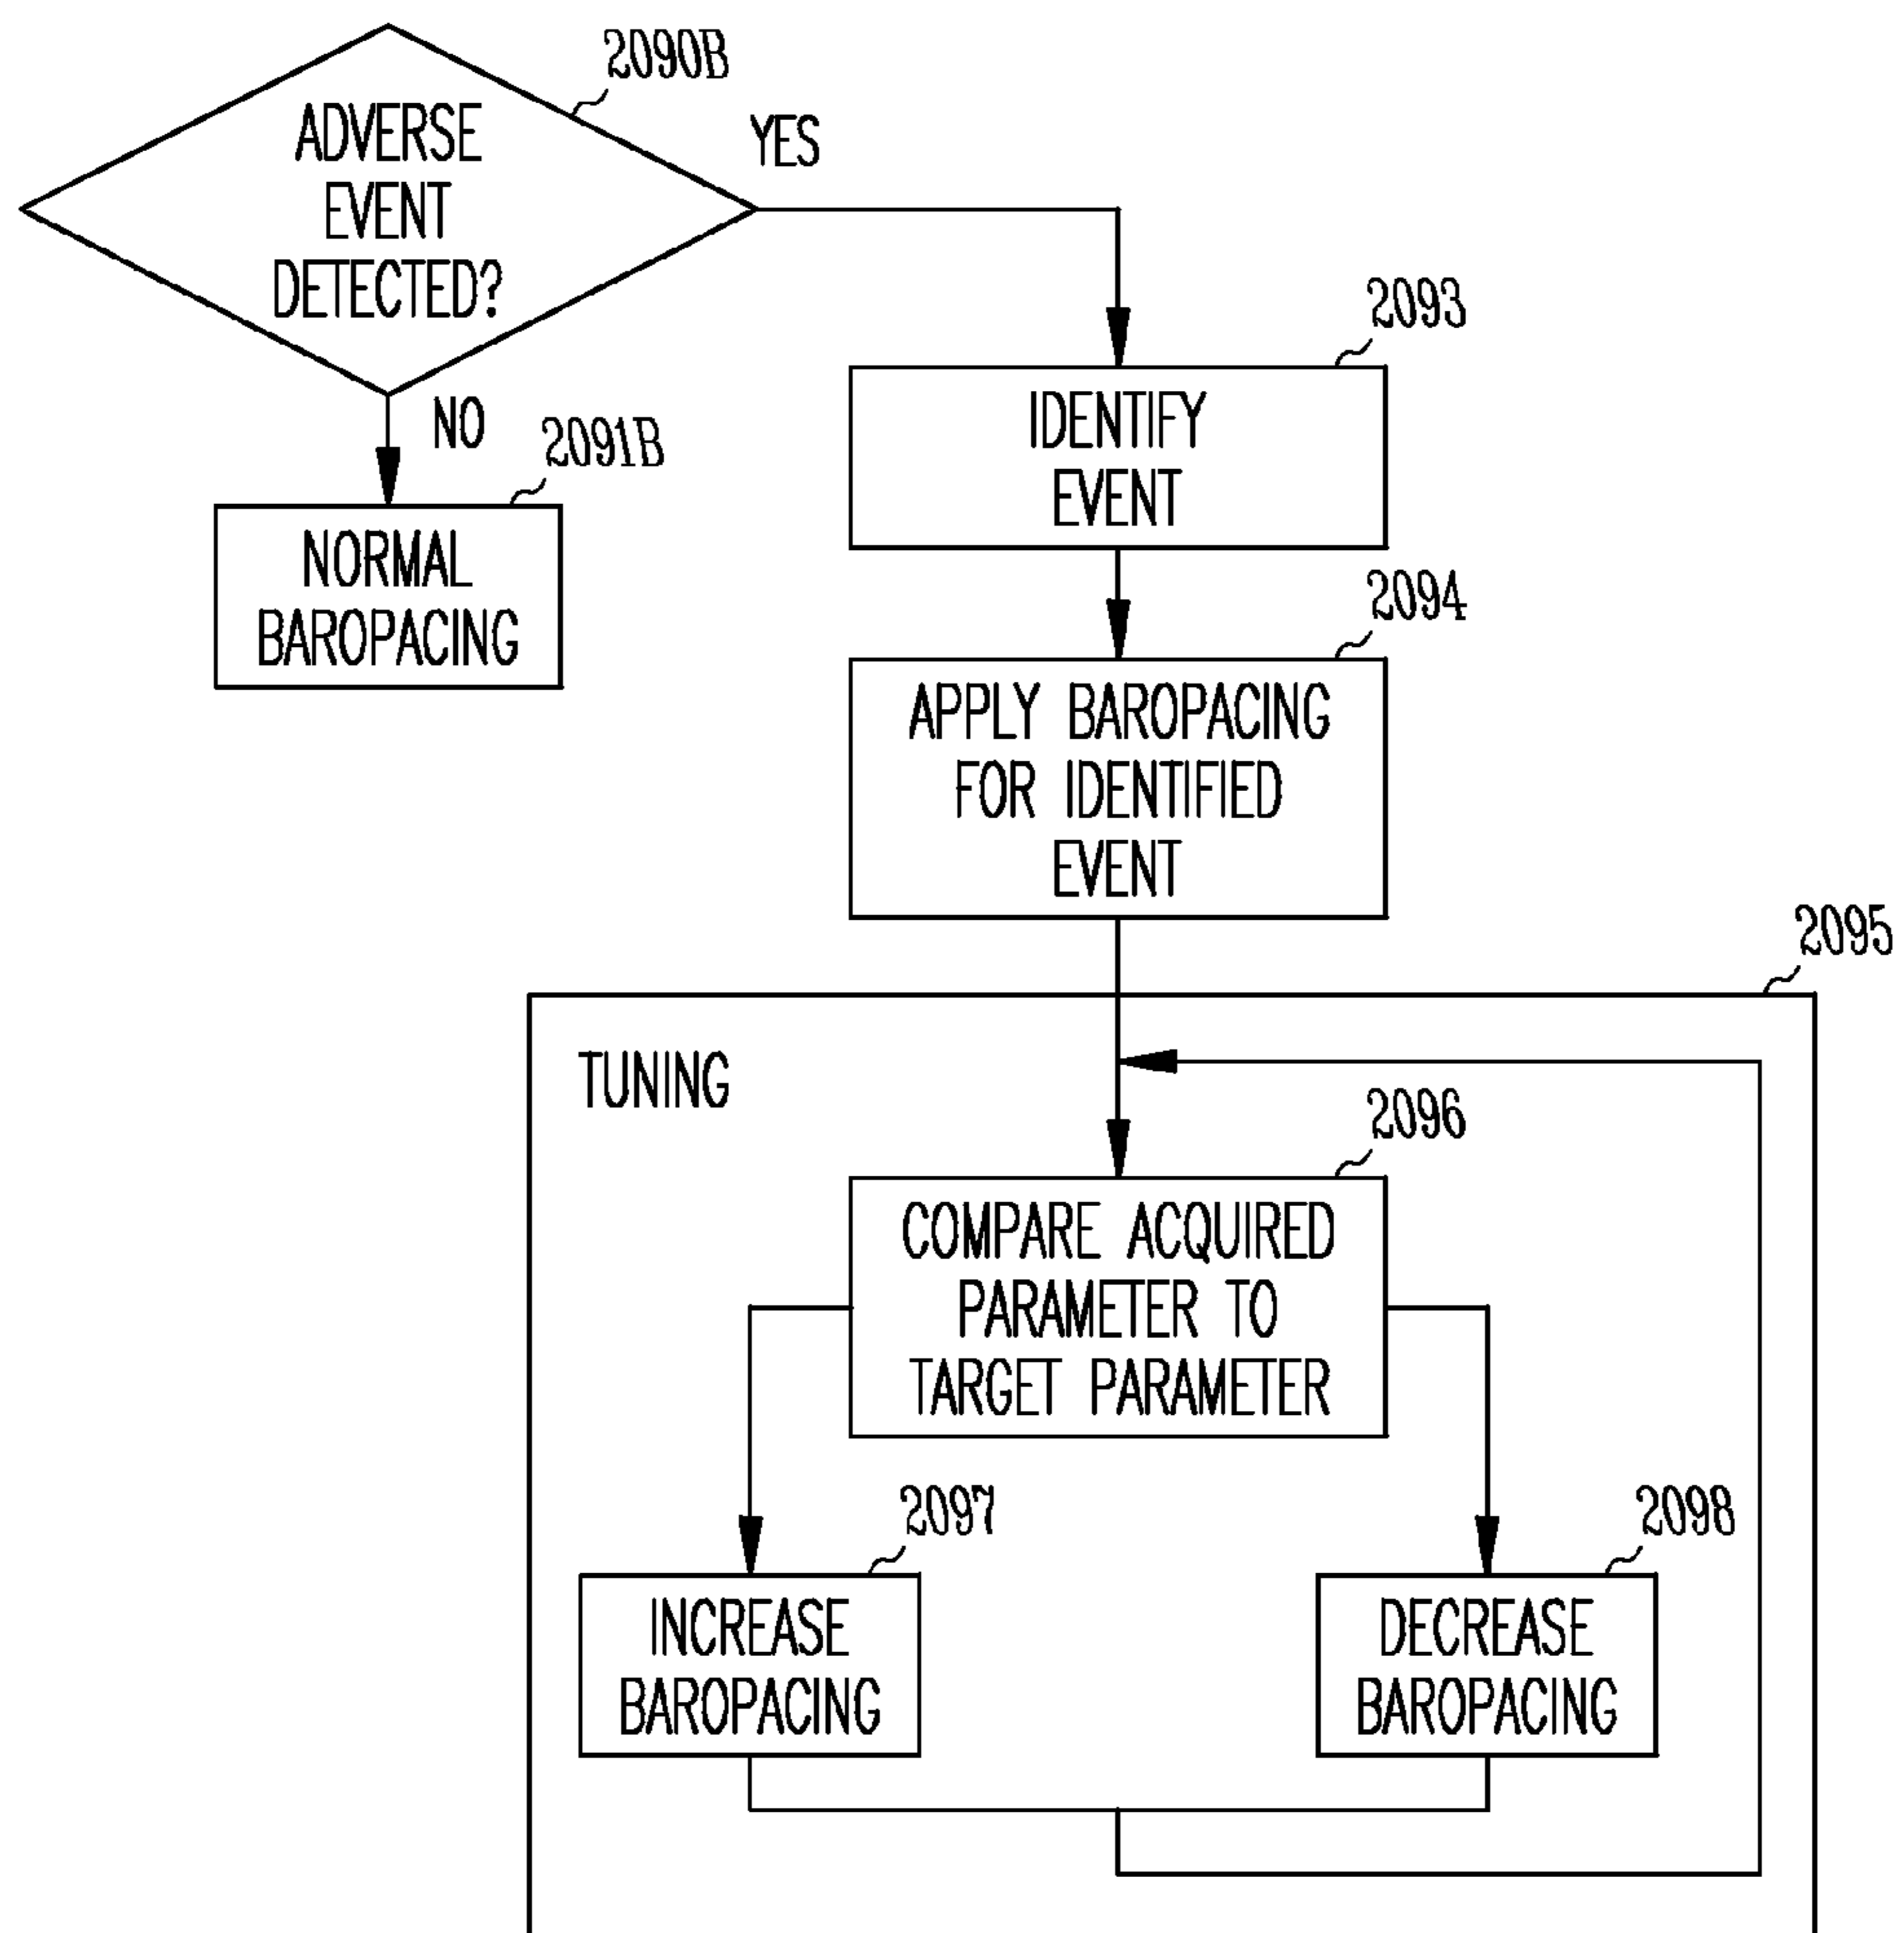 2090B
ADVERSE
EVENT
DETECTED?
YES
NO
2091B
NORMAL
BAROPACING
2093
IDENTIFY
EVENT
2094
APPLY BAROPACING
FOR IDENTIFIED
EVENT
2095
TUNING
2096
COMPARE ACQUIRED
PARAMETER TO
TARGET PARAMETER
2097
INCREASE
BAROPACING
2098
DECREASE
BAROPACING